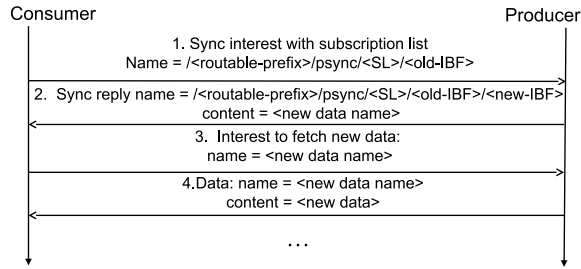 Consumer
Producer
1. Sync interest with subscription list
Name = /<routable-prefix>/psync/<SL>/<old-IBF>
2. Sync reply name = /<routable-prefix>/psync/<SL>/<old-IBF>/<new-IBF>
content = <new data name>
3. Interest to fetch new data:
name = <new data name>
4.Data: name = <new data name>
content = <new data>
...